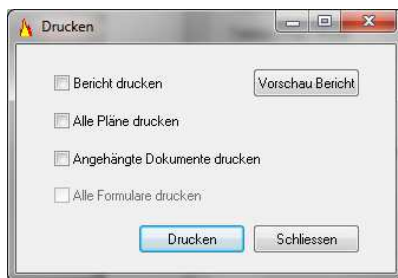 Drucken
Bericht drucken
Vorschau Bericht
Alle Pläne drucken
Angehängte Dokumente drucken
Alle Formulare drucken
Drucken
Schliessen